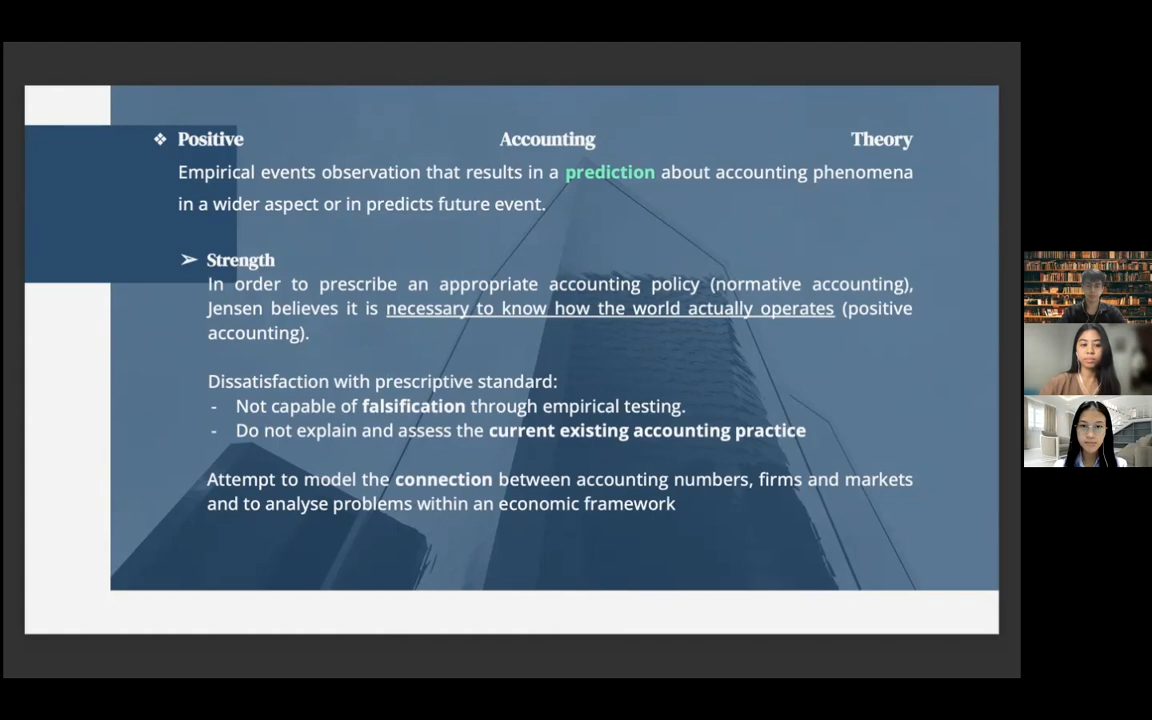 ❖ Positive Accounting Theory
Empirical events observation that results in a prediction about accounting phenomena
in a wider aspect or in predicts future event.
➢ Strength
In order to prescribe an appropriate accounting policy (normative accounting),
Jensen believes it is necessary to know how the world actually operates (positive
accounting).
Dissatisfaction with prescriptive standard:
- Not capable of falsification through empirical testing.
- Do not explain and assess the current existing accounting practice
Attempt to model the connection between accounting numbers, firms and markets
and to analyse problems within an economic framework